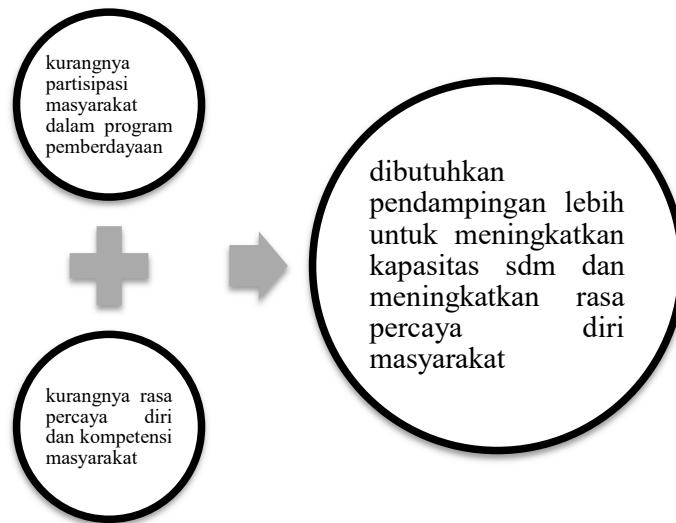 kurangnya
partisipasi
masyarakat
dalam program
pemberdayaan
kurangnya rasa
percaya diri
dan kompetensi
masyarakat
dibutuhkan
pendampingan lebih
untuk meningkatkan
kapasitas sdm dan
meningkatkan rasa
percaya diri
masyarakat